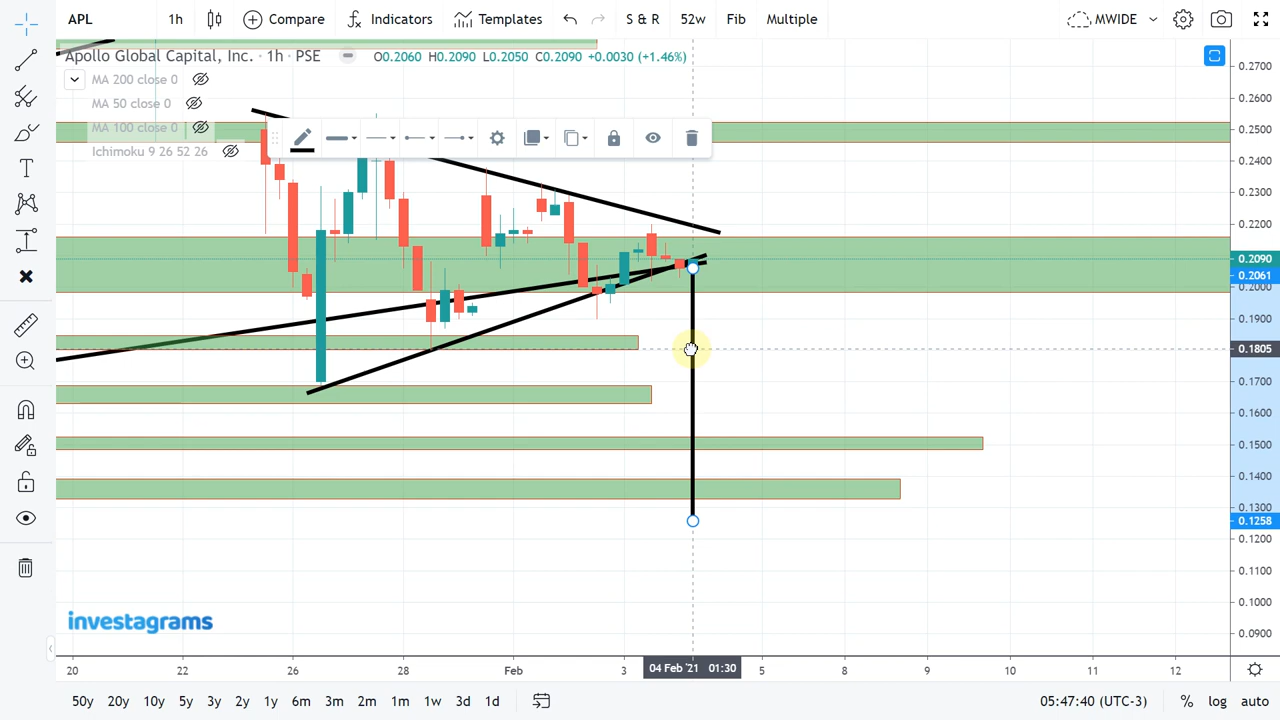 APL 1h Compare Indicators Templates S & R 52w Fib Multiple MWIDE
Apollo Global Capital, Inc. · 1h · PSE O0.2060 H0.2090 L0.2050 C0.2090 +0.0030 (+1.46%)
MA 200 close 0
MA 50 close 0
MA 100 close 0
Ichimoku 9 26 52 26
0.2700
0.2600
0.2500
0.2400
0.2300
0.2200
0.2090
0.2061
0.2000
0.1900
0.1805
0.1700
0.1600
0.1500
0.1400
0.1300
0.1258
0.1200
0.1100
0.1000
0.0900
investagrams
20 22 26 28 Feb 3 04 Feb '21 01:30 5 8 9 10 11 12
50y 20y 10y 5y 3y 2y 1y 6m 3m 2m 1m 1w 3d 1d 05:47:40 (UTC-3) % log auto